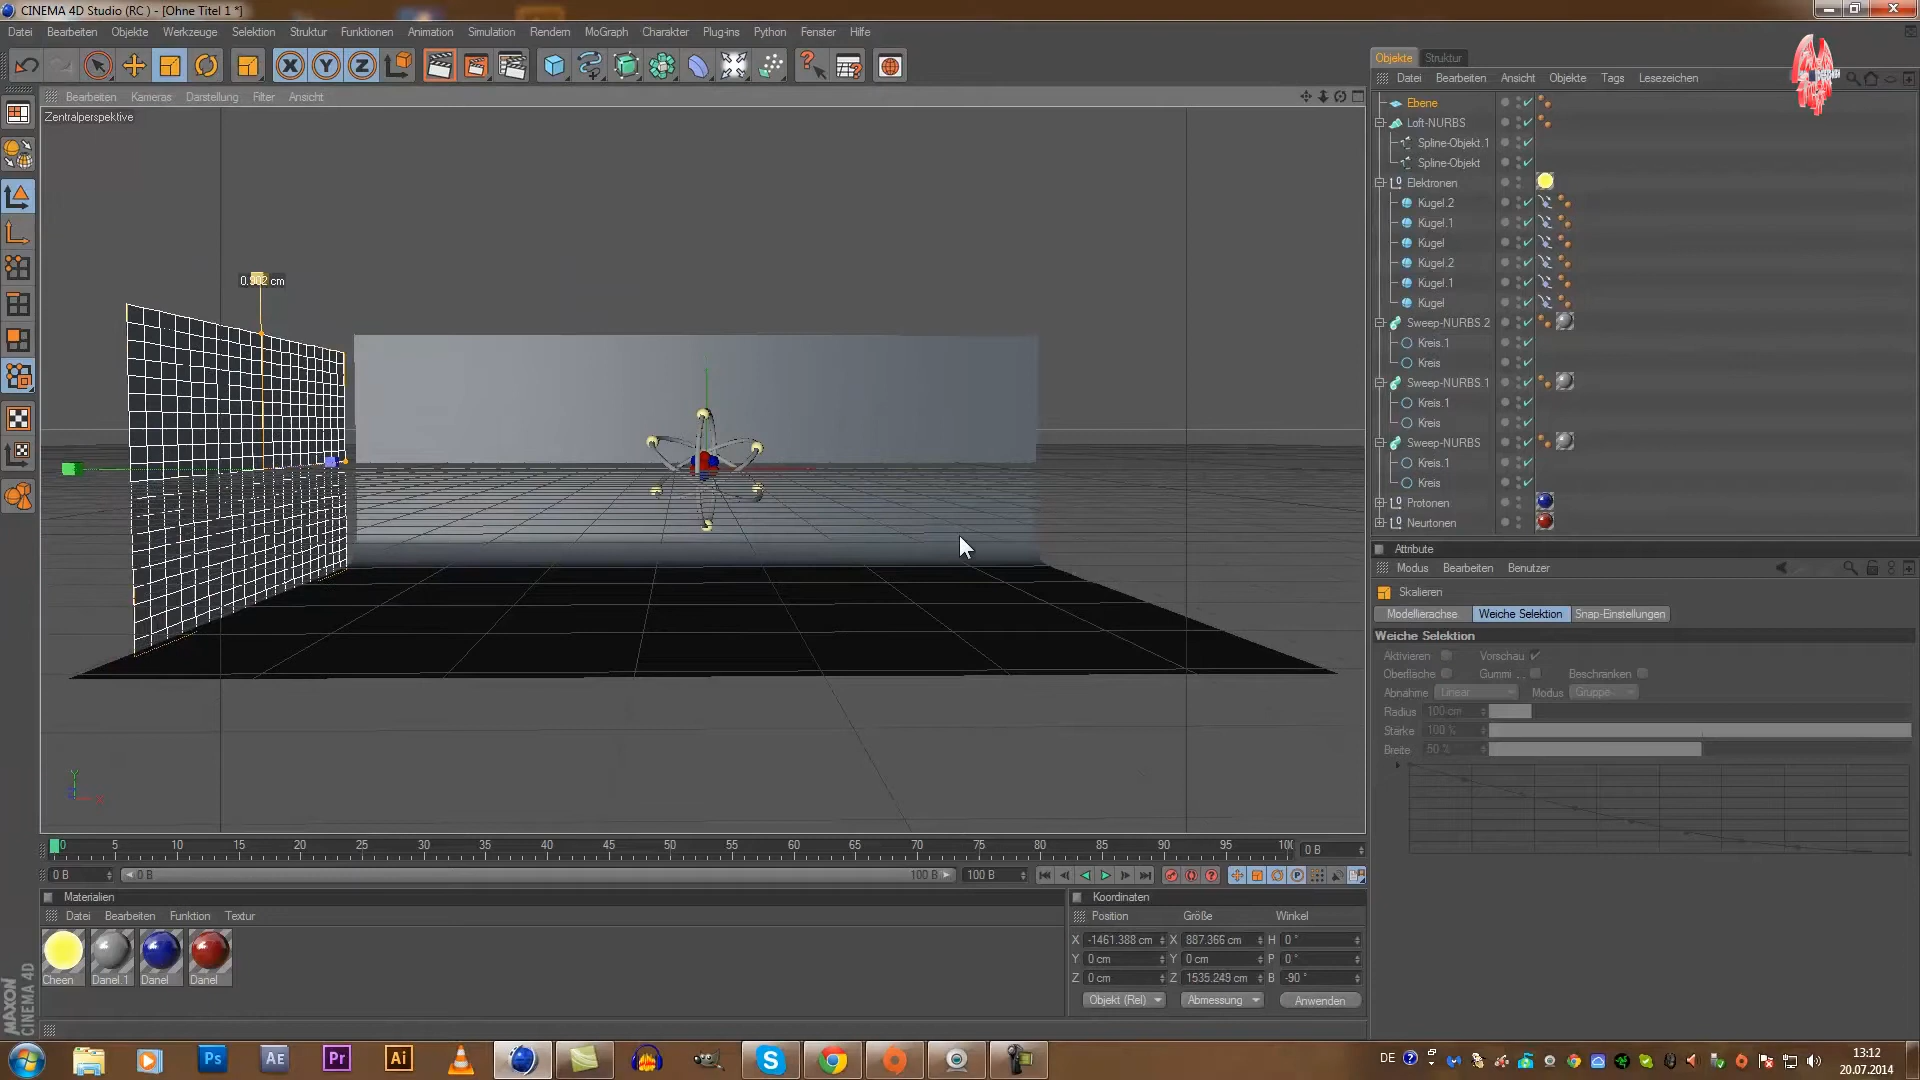 CINEMA 4D Studio (RC ) - [Ohne Titel 1 *]
Datei Bearbeiten Objekte Werkzeuge Selektion Struktur Funktionen Animation Simulation Rendern MoGraph Charakter Plug-ins Python Fenster Hilfe
X Y Z
Bearbeiten Kameras Darstellung Filter Ansicht
Zentralperspektive
0.902 cm
Objekte Struktur
Datei Bearbeiten Ansicht Objekte Tags Lesezeichen
Ebene
Loft-NURBS
Spline-Objekt.1
Spline-Objekt
Elektronen
Kugel.2
Kugel.1
Kugel
Kugel.2
Kugel.1
Kugel
Sweep-NURBS.2
Kreis.1
Kreis
Sweep-NURBS.1
Kreis.1
Kreis
Sweep-NURBS
Kreis.1
Kreis
Protonen
Neurtonen
Attribute
Modus Bearbeiten Benutzer
Skalieren
Modellierachse Weiche Selektion Snap-Einstellungen
Weiche Selektion
Aktivieren Vorschau
Oberfläche Gummi . . Beschranken
Abnahme Linear Modus Gruppe
Radius 100 cm
Stärke 100 %
Breite 50 %
Y
X
0 5 10 15 20 25 30 35 40 45 50 55 60 65 70 75 80 85 90 95 100 0 B
0 B 0 B 100 B 100 B
Materialien
Datei Bearbeiten Funktion Textur
Cheen Danel.1 Danel Danel
Koordinaten
Position Größe Winkel
X -1461.388 cm X 887.366 cm H 0 °
Y 0 cm Y 0 cm P 0 °
Z 0 cm Z 1535.249 cm B -90 °
Objekt (Rel) Abmessung Anwenden
MAXON
CINEMA 4D
Ps Ae Pr Ai S
DE
13:12
20.07.2014